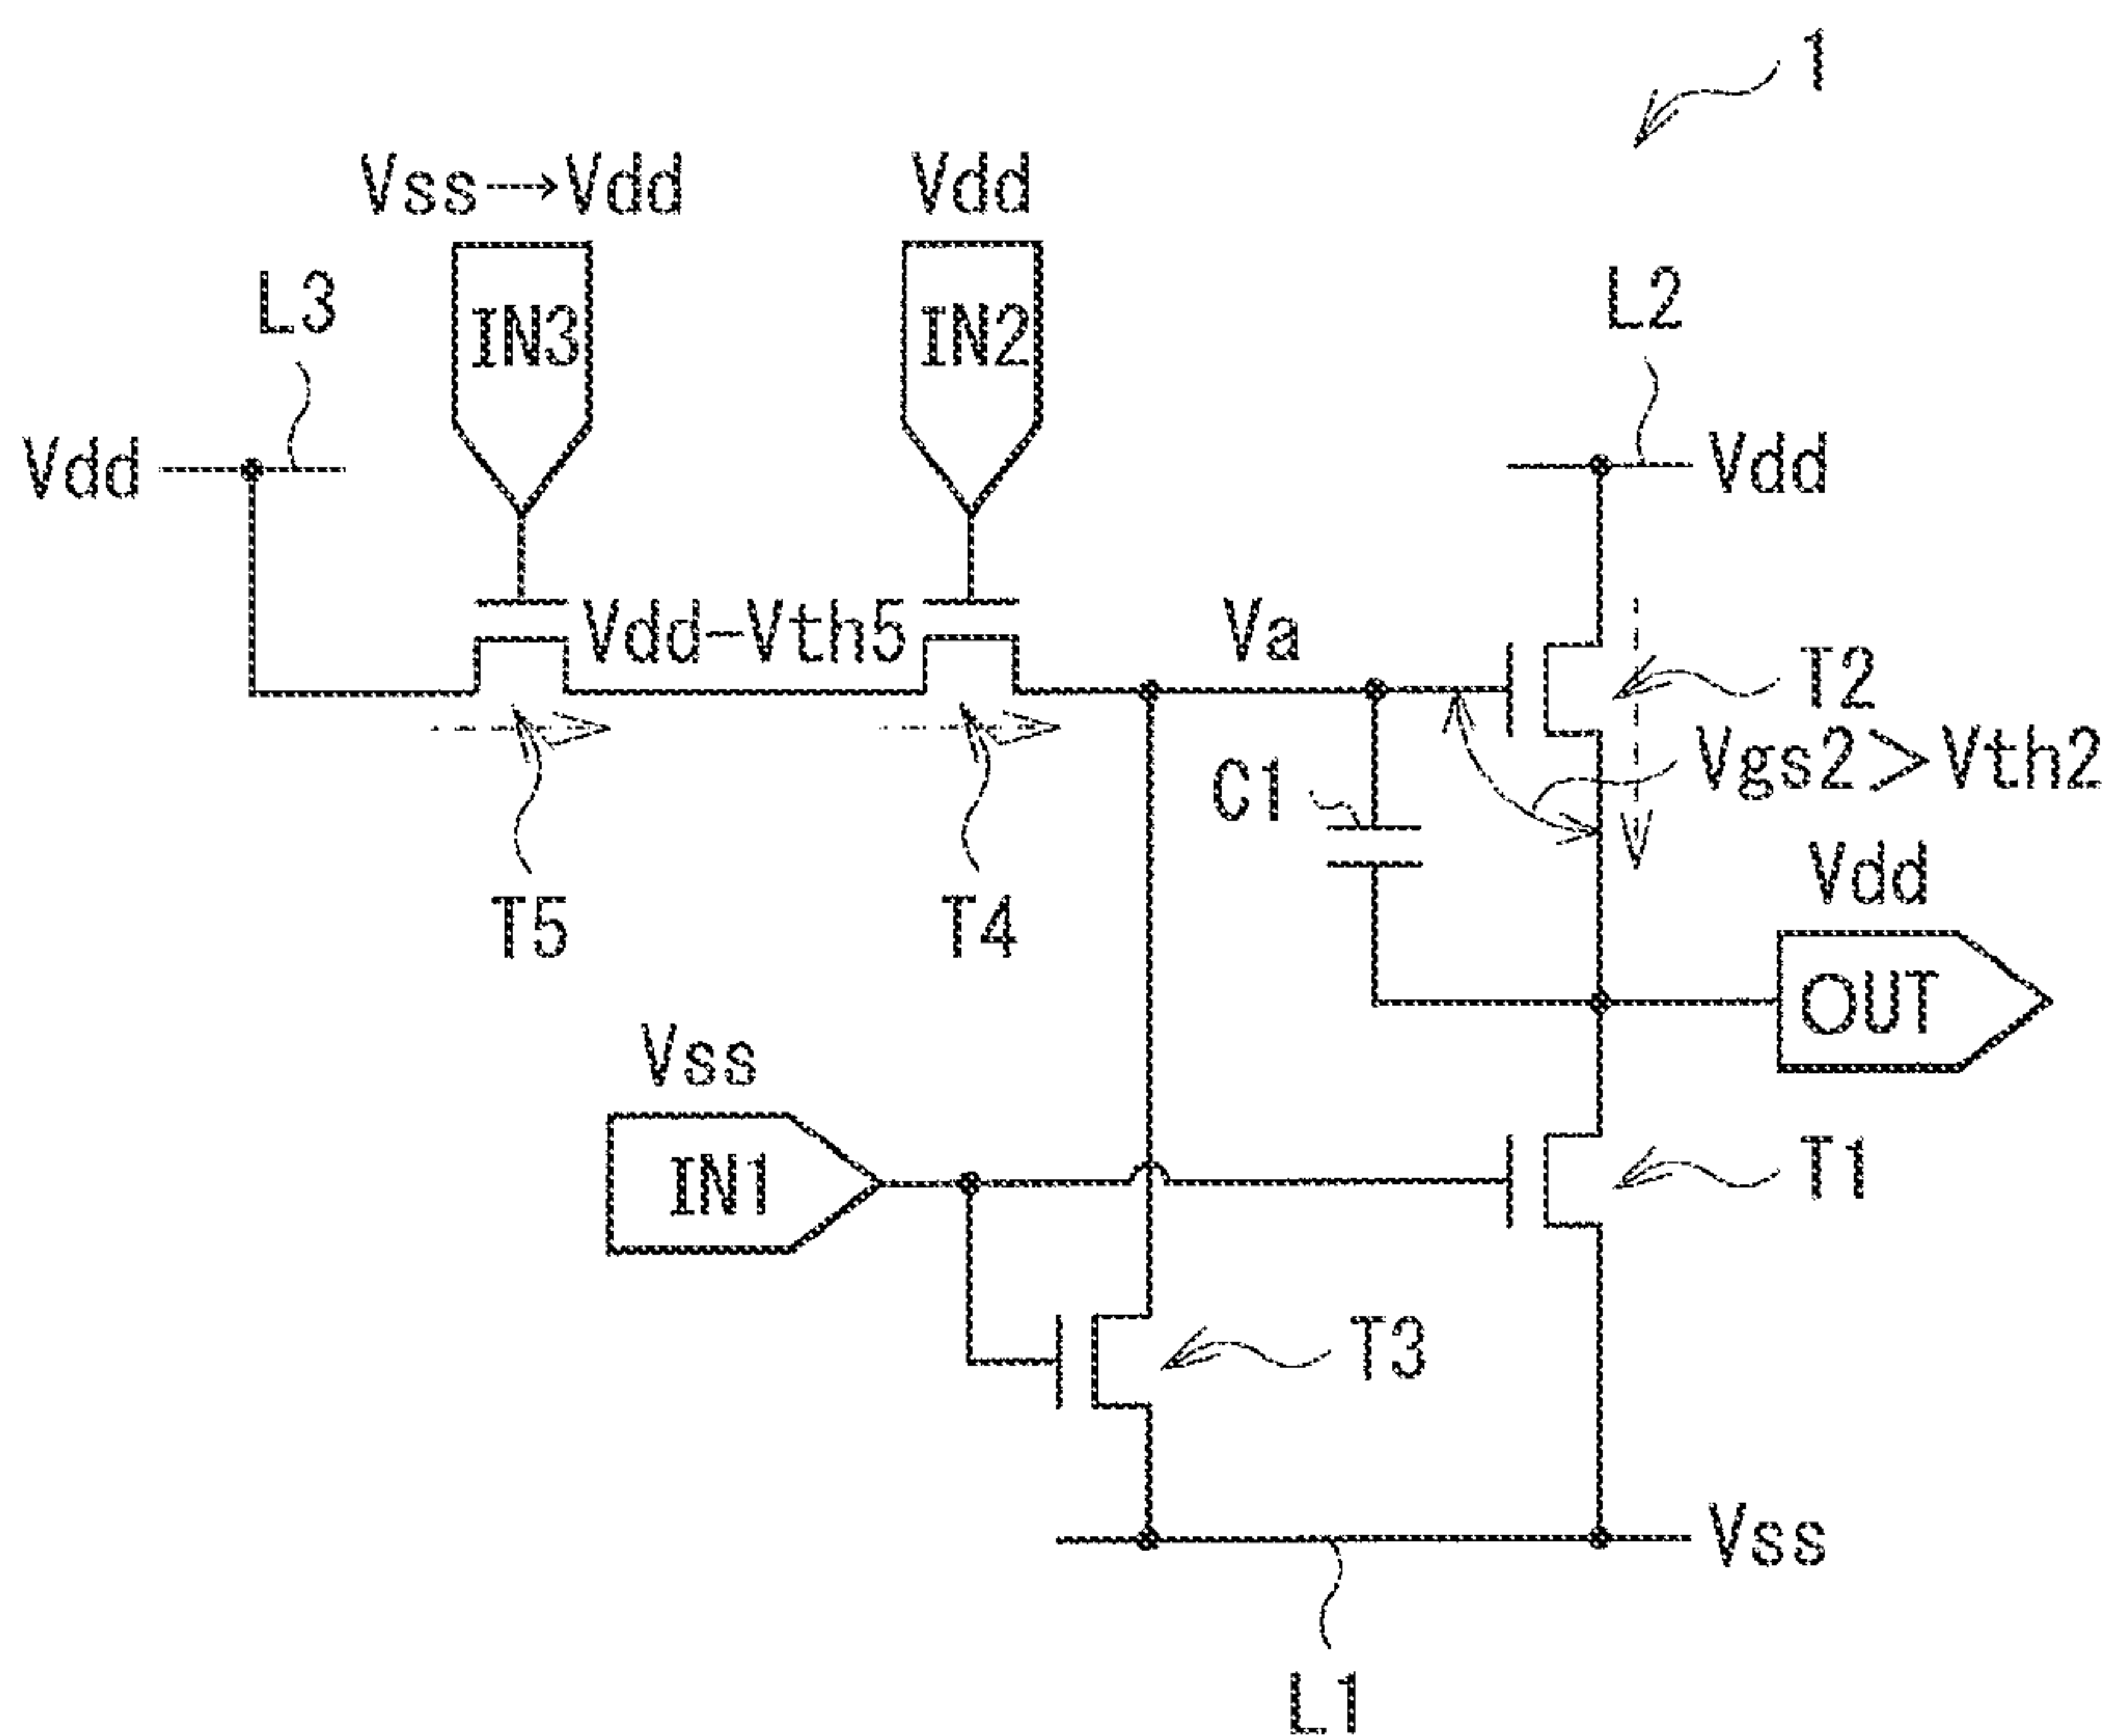 1
Vss→Vdd
Vdd
L3
IN3
IN2
L2
Vdd
Vdd
Vdd-Vth5
Va
T2
C1
Vgs2>Vth2
T5
T4
Vdd
OUT
Vss
IN1
T1
T3
Vss
L1